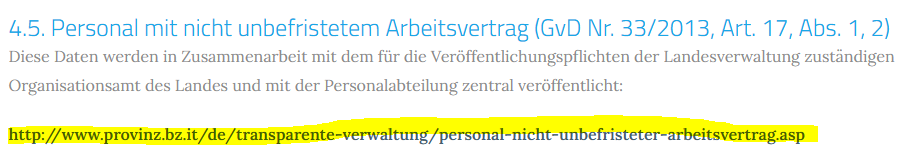 4.5. Personal mit nicht unbefristetem Arbeitsvertrag (GvD Nr. 33/2013, Art. 17, Abs. 1, 2)
Diese Daten werden in Zusammenarbeit mit dem für die Veröffentlichungspflichten der Landesverwaltung zuständigen
Organisationsamt des Landes und mit der Personalabteilung zentral veröffentlicht:
http://www.provinz.bz.it/de/transparente-verwaltung/personal-nicht-unbefristeter-arbeitsvertrag.asp